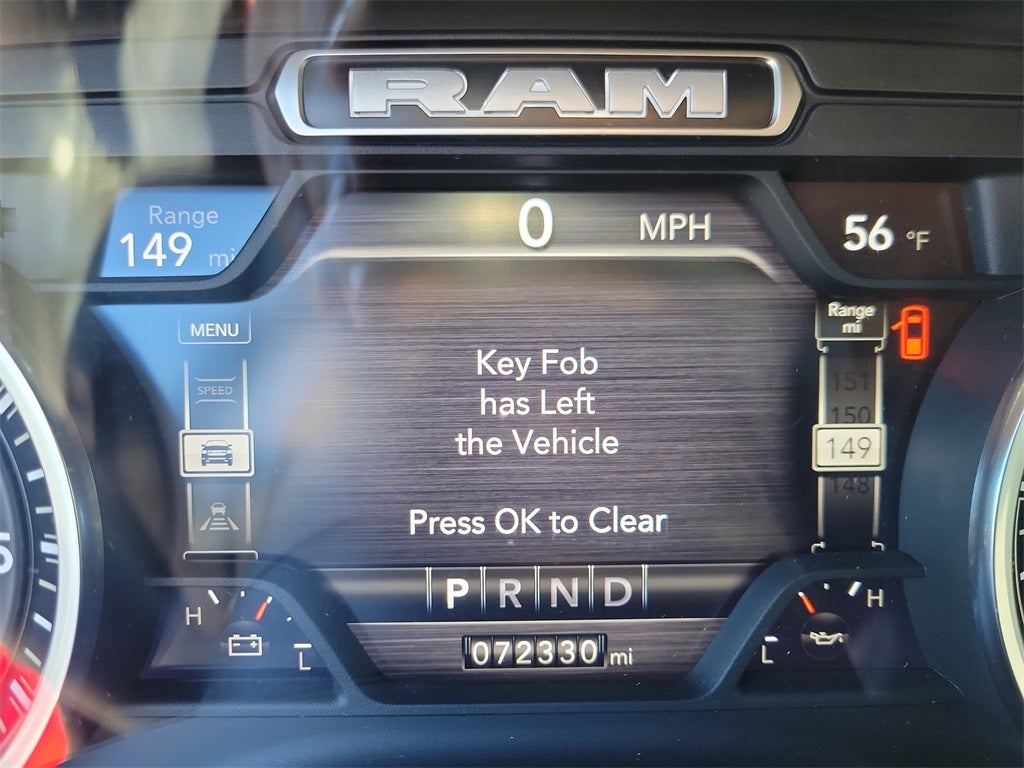 RAM
Range
149 mi
0 MPH
56 °F
MENU
SPEED
Key Fob
has Left
the Vehicle
Press OK to Clear
Range
mi
151
150
149
148
P R N D
H
L
H
L
072330 mi
5